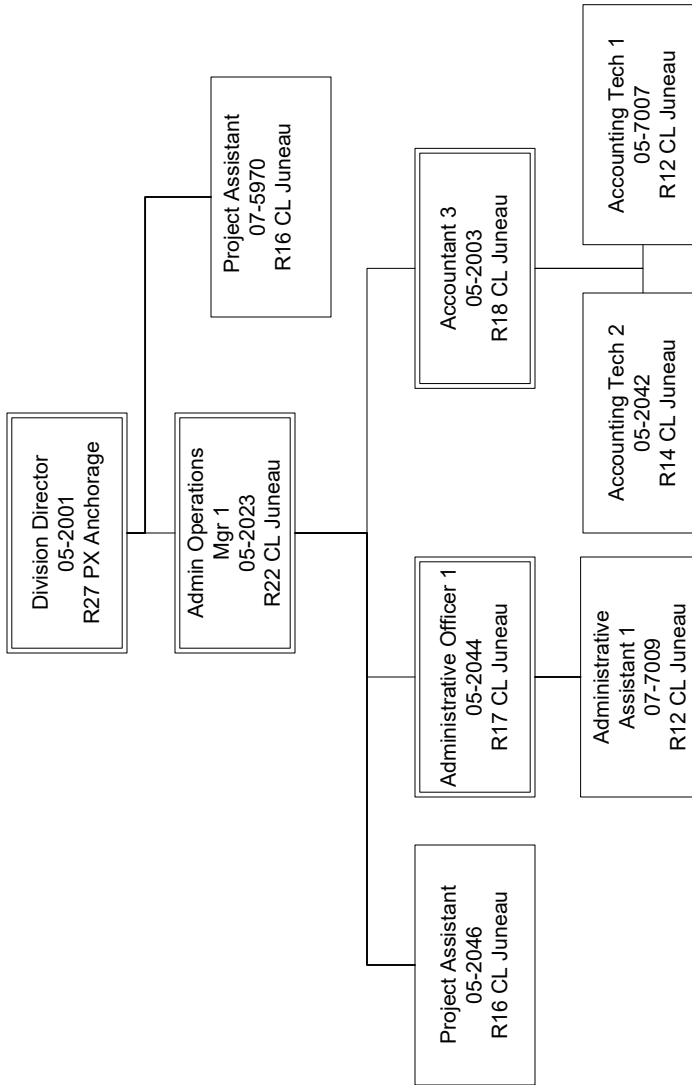 Division Director
05-2001
R27 PX Anchorage
Admin Operations
Mgr 1
05-2023
R22 CL Juneau
Project Assistant
07-5970
R16 CL Juneau
Project Assistant
05-2046
R16 CL Juneau
Administrative Officer 1
05-2044
R17 CL Juneau
Accountant 3
05-2003
R18 CL Juneau
Administrative
Assistant 1
07-7009
R12 CL Juneau
Accounting Tech 2
05-2042
R14 CL Juneau
Accounting Tech 1
05-7007
R12 CL Juneau